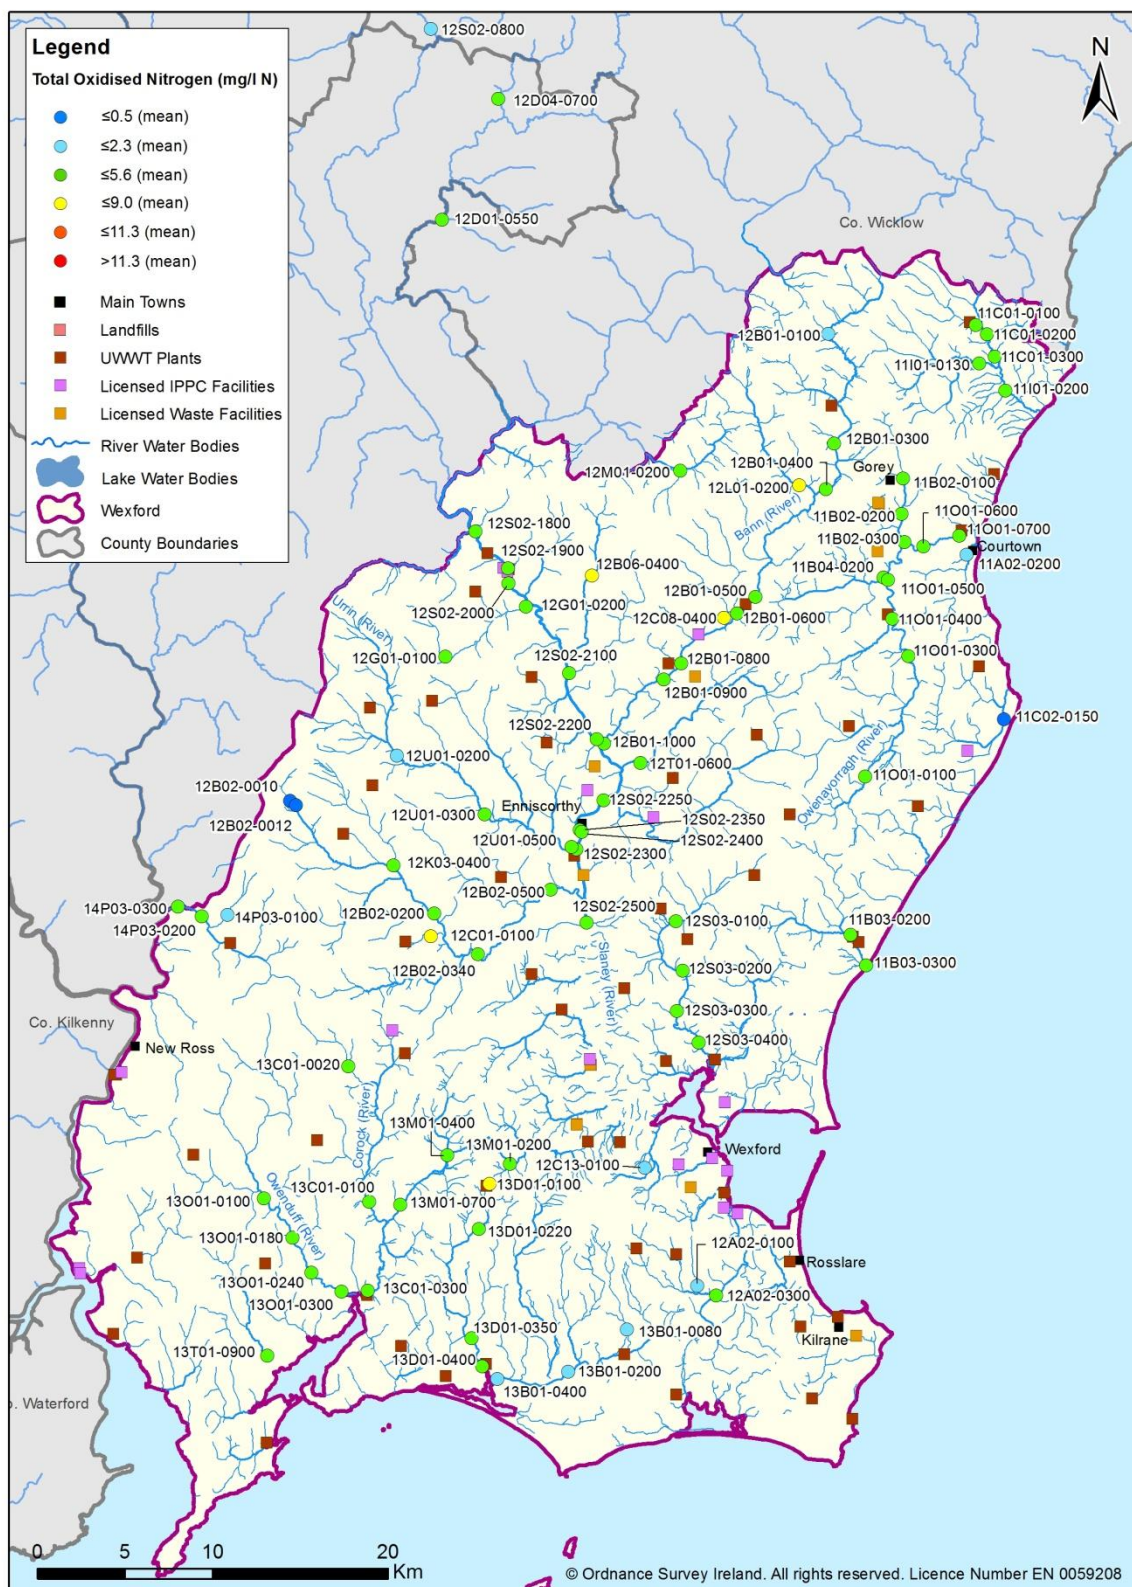 Legend
Total Oxidised Nitrogen (mg/l N)
≤0.5 (mean)
≤2.3 (mean)
≤5.6 (mean)
≤9.0 (mean)
≤11.3 (mean)
>11.3 (mean)
Main Towns
Landfills
UWWT Plants
Licensed IPPC Facilities
Licensed Waste Facilities
River Water Bodies
Lake Water Bodies
Wexford
County Boundaries
N
12S02-0800
12D04-0700
12D01-0550
Co. Wicklow
11C01-0100
11C01-0200
12B01-0100
11C01-0300
11I01-0130
11I01-0200
12B01-0300
12B01-0400
Gorey
12M01-0200
12L01-0200
11B02-0100
Bann (River)
11O01-0600
11B02-0200
12S02-1800
11O01-0700
11B02-0300
Courtown
12S02-1900
11A02-0200
12B06-0400
11B04-0200
12S02-2000
12B01-0500
11O01-0500
12G01-0200
Urrin (River)
12C08-0400
12B01-0600
11O01-0400
12G01-0100
12S02-2100
12B01-0800
11O01-0300
12B01-0900
11C02-0150
12S02-2200
12B01-1000
12U01-0200
12T01-0600
Owenavorragh (River)
11O01-0100
12B02-0010
Enniscorthy
12S02-2250
12U01-0300
12S02-2350
12B02-0012
12U01-0500
12S02-2400
12S02-2300
12K03-0400
12B02-0500
14P03-0300
14P03-0100
12B02-0200
12S02-2500
12S03-0100
11B03-0200
14P03-0200
12C01-0100
12B02-0340
11B03-0300
Slaney (River)
12S03-0200
12S03-0300
Co. Kilkenny
New Ross
12S03-0400
13C01-0020
Corock (River)
13M01-0400
13M01-0200
Wexford
12C13-0100
13O01-0100
13C01-0100
13D01-0100
Owenduff (River)
13M01-0700
13O01-0180
13D01-0220
12A02-0100
Rosslare
13O01-0240
13C01-0300
13O01-0300
12A02-0300
13D01-0350
13B01-0080
Kilrane
13T01-0900
13D01-0400
13B01-0200
13B01-0400
o. Waterford
0 5 10 20
Km
© Ordnance Survey Ireland. All rights reserved. Licence Number EN 0059208